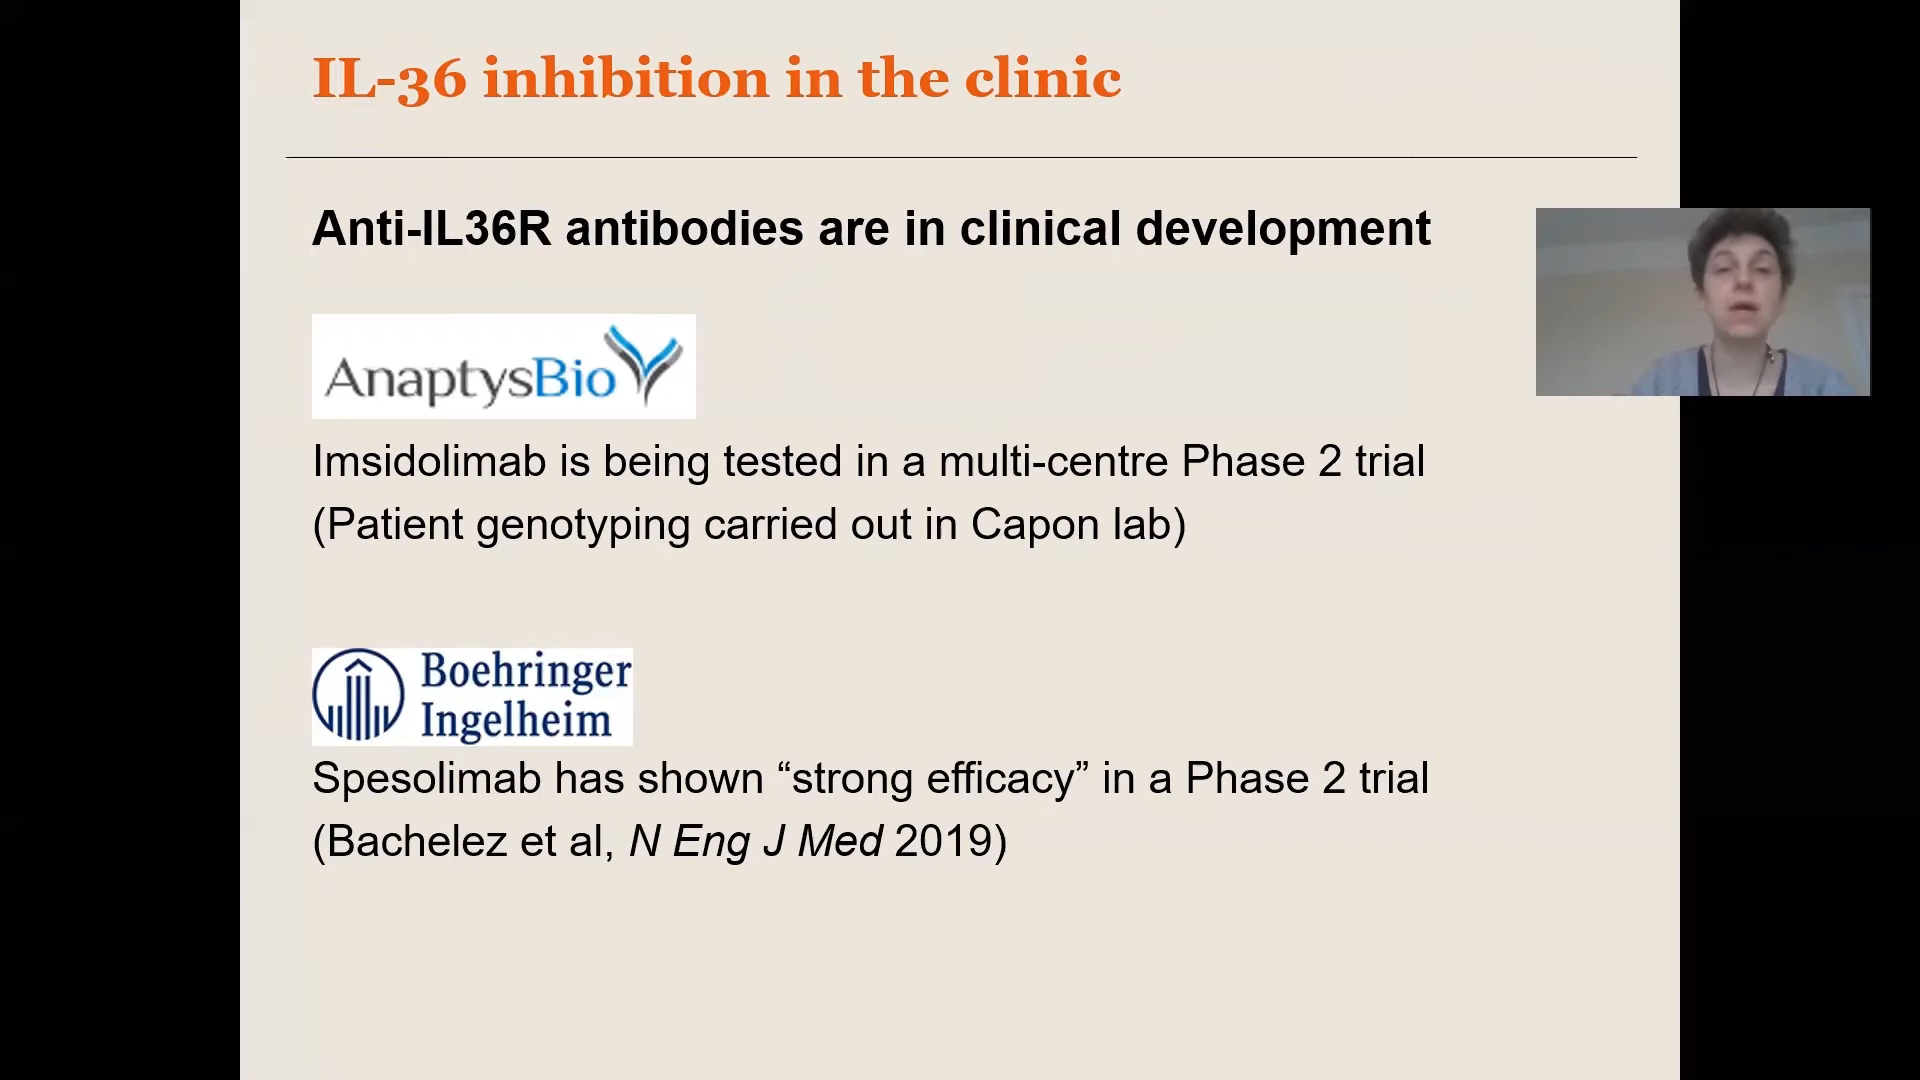 IL-36 inhibition in the clinic
Anti-IL36R antibodies are in clinical development
AnaptysBio
Imsidolimab is being tested in a multi-centre Phase 2 trial
(Patient genotyping carried out in Capon lab)
Boehringer
Ingelheim
Spesolimab has shown “strong efficacy” in a Phase 2 trial
(Bachelez et al, N Eng J Med 2019)